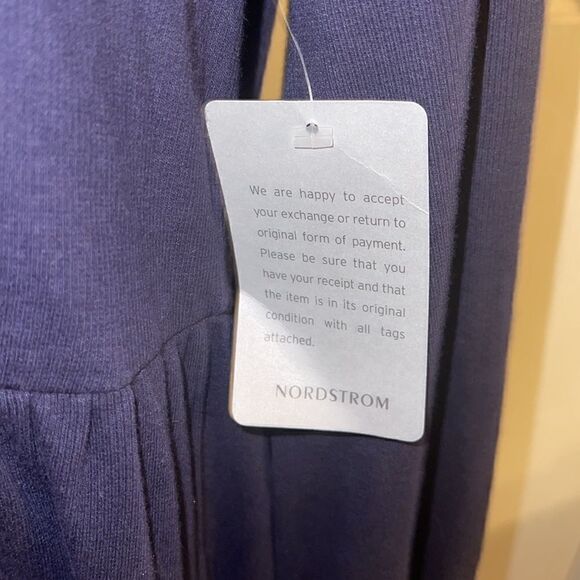 We are happy to accept
your exchange or return to
original form of payment.
Please be sure that you
have your receipt and that
the item is in its original
condition with all tags
attached.
NORDSTROM